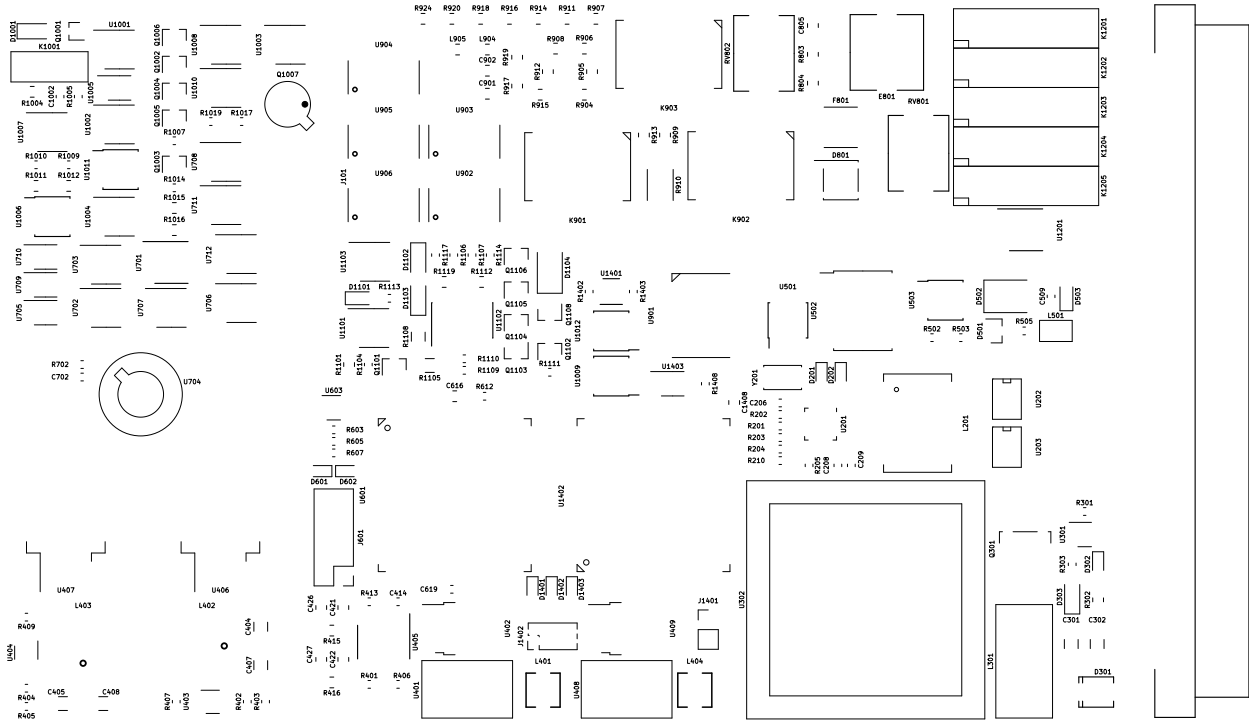 R924 R920 R918 R916 R914 R911 R907
D1001
Q1001
U1001
Q1006
U1008
U1003
K1001
U904
L905
L904
R908
R906
C805
RV802
K1201
R919
C902
Q1002
R803
K1202
Q1007
R912
R905
R1004
C1002
R1005
U1005
Q1004
U1010
C901
R917
R804
E801
RV801
R915
R904
K903
F801
K1203
U1007
U1002
Q1005
R1019
R1017
U905
U903
R1007
R913
R909
K1204
R1010
R1009
U1011
Q1003
U708
D801
R1011
R1012
R1014
J101
U906
U902
R910
K1205
R1015
U711
U1006
U1004
R1016
K901
K902
U1201
U710
U703
U701
U712
U1103
D1102
R1117
R1106
R1107
R1114
Q1106
D1104
R1119
R1112
U1401
U501
U709
D1101
R1113
D1103
Q1105
R1402
R1403
U503
D502
C509
D503
U705
U702
U707
U706
U1101
U1102
Q1108
U1012
U901
U502
L501
R1108
Q1104
R502
R503
D501
R505
Q1102
R702
R1101
R1104
Q1101
R1110
R1109
Q1103
R1111
C702
U704
R1105
U1009
U1403
Y201
D201
D202
U603
C616
R612
R1408
C1408
C206
R202
R201
R203
R204
R210
U201
L201
U202
U203
R603
R605
R607
R205
C208
C209
D601
D602
U601
U1402
J601
R301
U301
Q301
R303
D302
U407
U406
L403
L402
C426
C421
R413
C414
C619
D1401
D1402
D1403
J1401
U302
D303
R302
C301
C302
R409
C404
R415
U405
U402
J1402
U409
U404
C407
C427
C422
L401
L404
L301
D301
R404
C405
C408
R405
R407
U403
R402
R403
R416
R401
R406
U401
U408